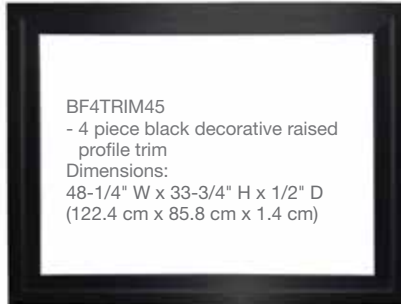 BF4TRIM45
- 4 piece black decorative raised
profile trim
Dimensions:
48-1/4" W x 33-3/4" H x 1/2" D
(122.4 cm x 85.8 cm x 1.4 cm)